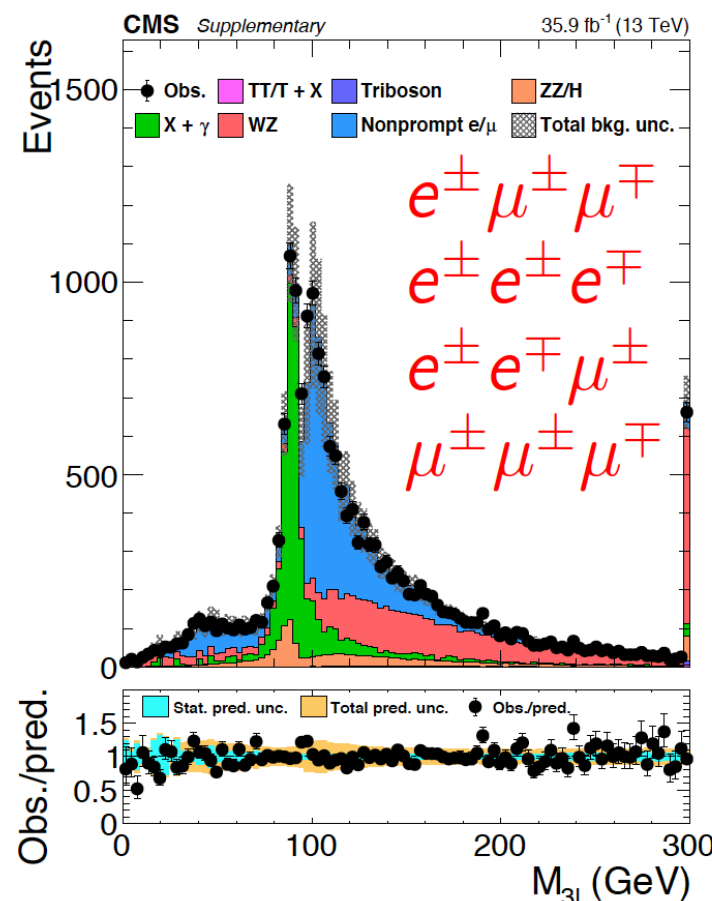 CMS Supplementary 35.9 fb⁻¹ (13 TeV)
Events
1500
1000
500
0
Obs. TT/T + X Triboson ZZ/H
X + γ WZ Nonprompt e/μ Total bkg. unc.
e± μ± μ∓
e± e± e∓
e± e∓ μ±
μ± μ± μ∓
Obs./pred.
1.5
1
0.5
0
Stat. pred. unc. Total pred. unc. Obs./pred.
0 100 200 300
M₃ₗ (GeV)